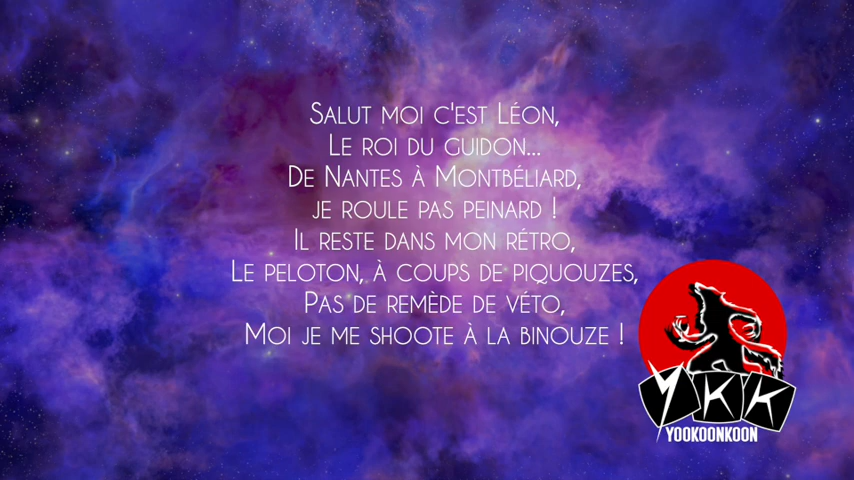 Salut moi c'est Léon,
Le roi du guidon...
De Nantes à Montbéliard,
je roule pas peinard !
Il reste dans mon rétro,
Le peloton, à coups de piquouzes,
Pas de remède de véto,
Moi je me shoote à la binouze !
YKK
YOOKOONKOON